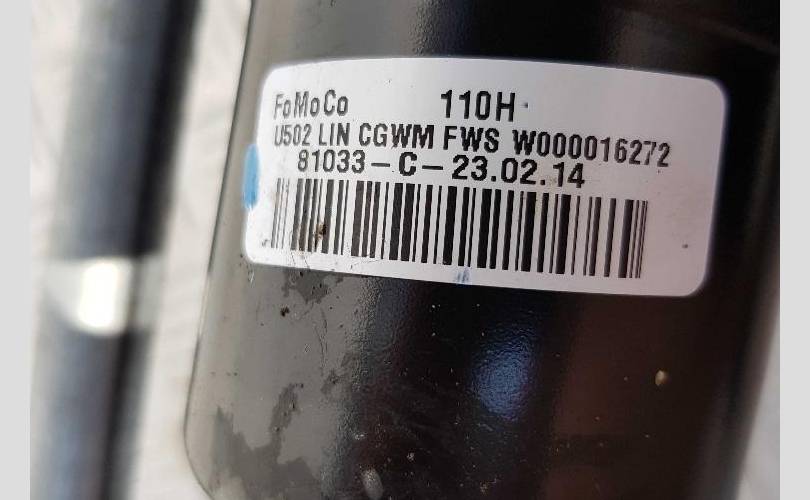 FoMoCo 110H
U502 LIN CGWM FWS W000016272
81033-C-23.02.14